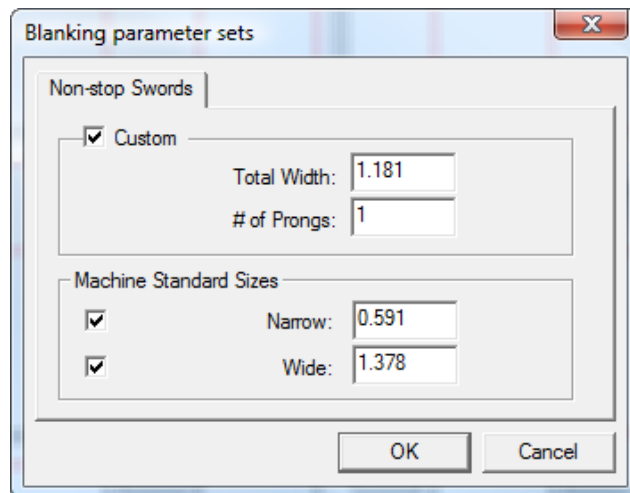 Blanking parameter sets
Non-stop Swords
Custom
Total Width: 1.181
# of Prongs: 1
Machine Standard Sizes
Narrow: 0.591
Wide: 1.378
OK Cancel